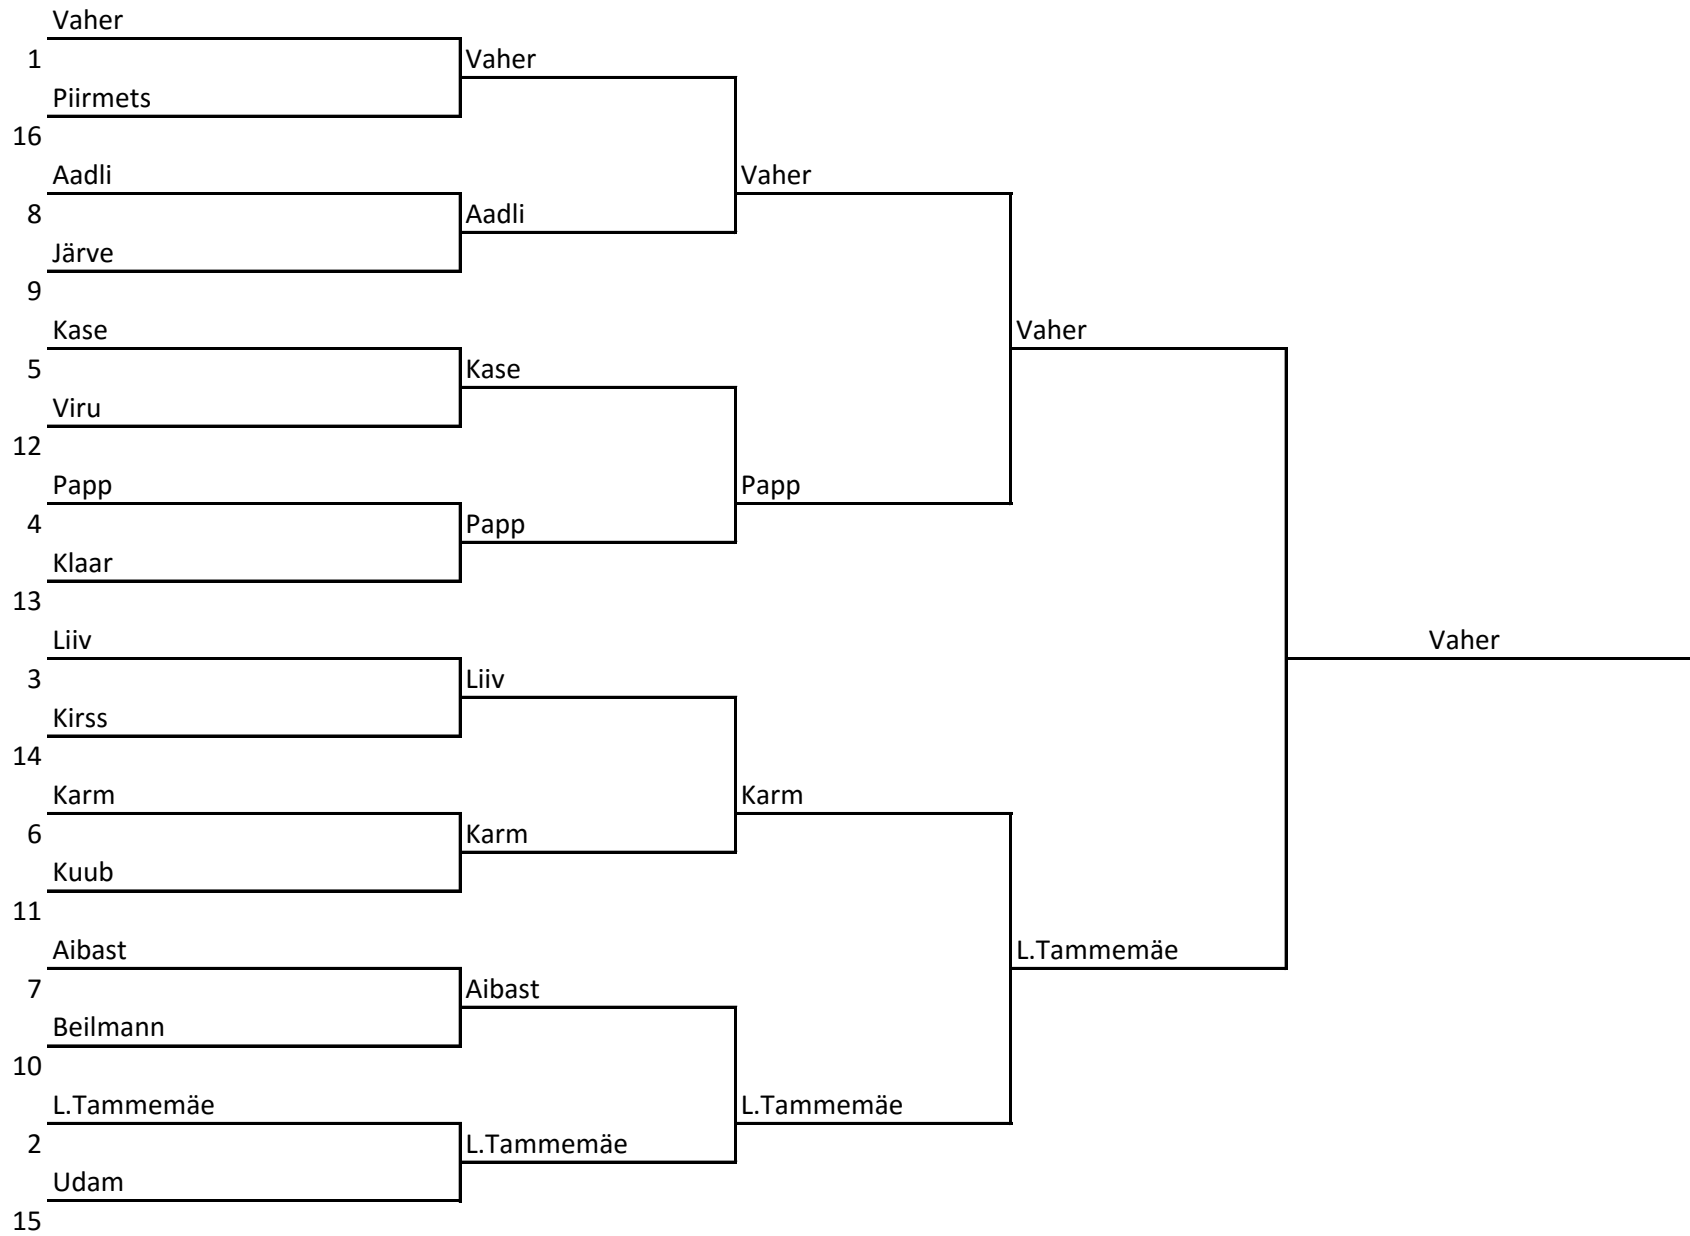 Vaher
1 Vaher
Piirmets
16
Aadli Vaher
8 Aadli
Järve
9
Kase Vaher
5 Kase
Viru
12
Papp Papp
4 Papp
Klaar
13
Liiv Vaher
3 Liiv
Kirss
14
Karm Karm
6 Karm
Kuub
11
Aibast L.Tammemäe
7 Aibast
Beilmann
10
L.Tammemäe L.Tammemäe
2 L.Tammemäe
Udam
15